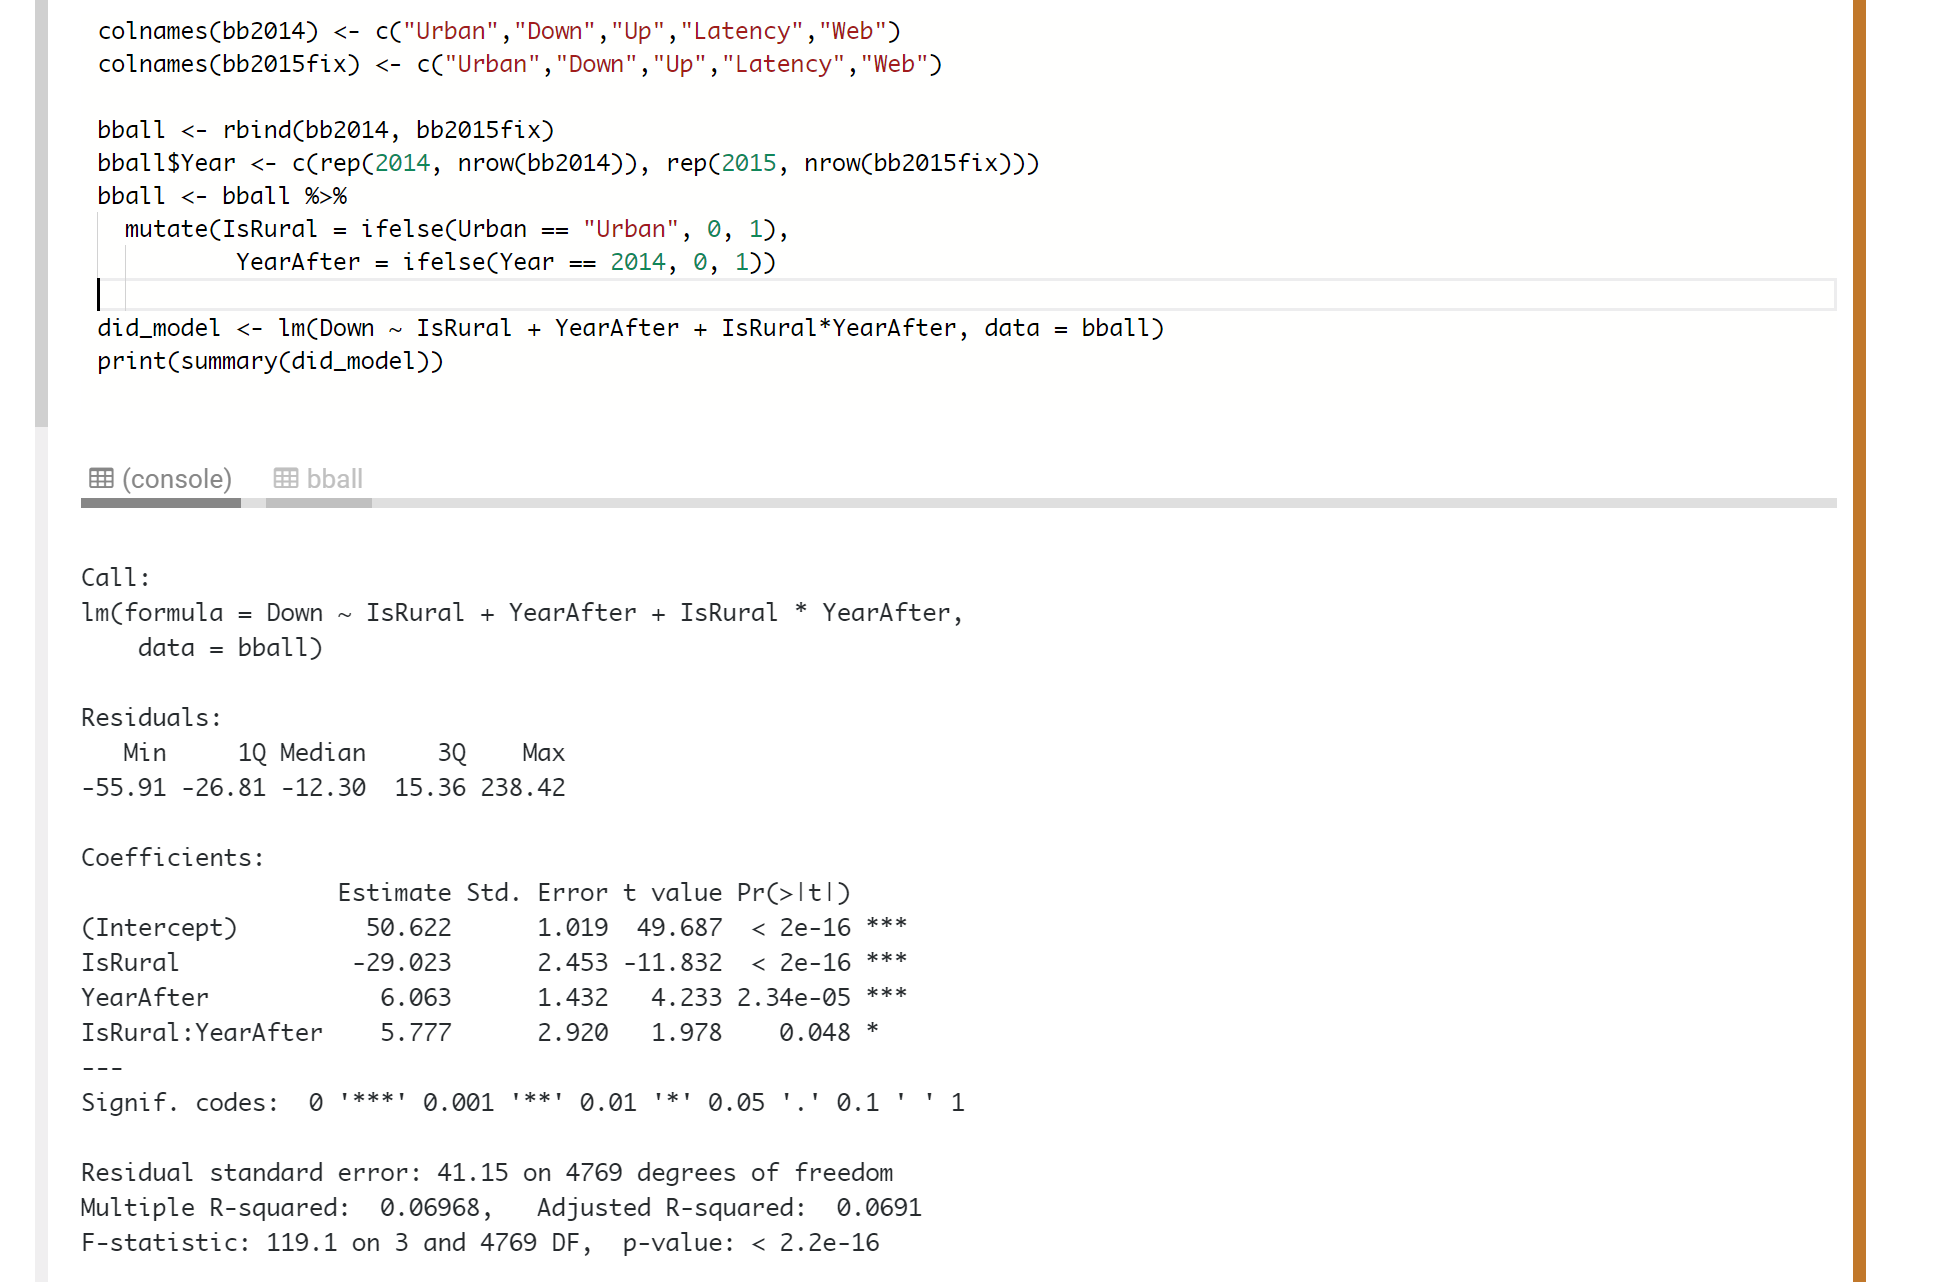 colnames(bb2014) <- c("Urban","Down","Up","Latency","Web")
colnames(bb2015fix) <- c("Urban","Down","Up","Latency","Web")

bball <- rbind(bb2014, bb2015fix)
bball$Year <- c(rep(2014, nrow(bb2014)), rep(2015, nrow(bb2015fix)))
bball <- bball %>%
  mutate(IsRural = ifelse(Urban == "Urban", 0, 1),
          YearAfter = ifelse(Year == 2014, 0, 1))

did_model <- lm(Down ~ IsRural + YearAfter + IsRural*YearAfter, data = bball)
print(summary(did_model))

(console) bball

Call:
lm(formula = Down ~ IsRural + YearAfter + IsRural * YearAfter,
    data = bball)

Residuals:
   Min     1Q Median     3Q    Max
-55.91 -26.81 -12.30  15.36 238.42

Coefficients:
                  Estimate Std. Error t value Pr(>|t|)
(Intercept)         50.622      1.019  49.687  < 2e-16 ***
IsRural            -29.023      2.453 -11.832  < 2e-16 ***
YearAfter            6.063      1.432   4.233 2.34e-05 ***
IsRural:YearAfter    5.777      2.920   1.978    0.048 *
---
Signif. codes:  0 '***' 0.001 '**' 0.01 '*' 0.05 '.' 0.1 ' ' 1

Residual standard error: 41.15 on 4769 degrees of freedom
Multiple R-squared:  0.06968,   Adjusted R-squared:  0.0691
F-statistic: 119.1 on 3 and 4769 DF,  p-value: < 2.2e-16